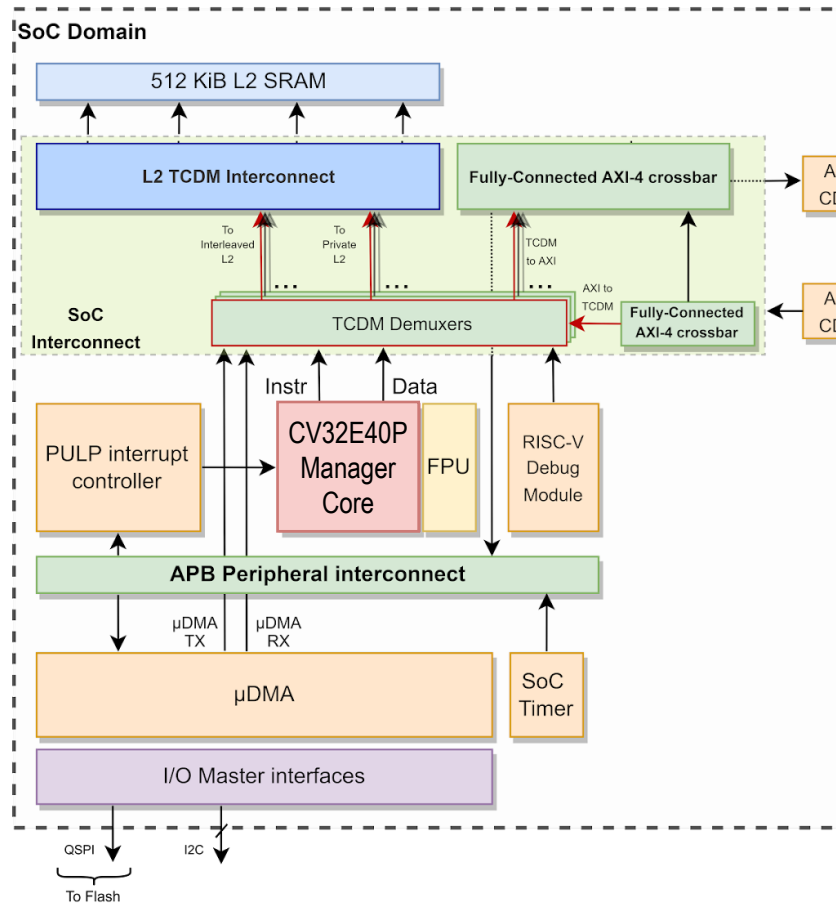 SoC Domain
512 KiB L2 SRAM
L2 TCDM Interconnect
Fully-Connected AXI-4 crossbar
To
Interleaved
L2
To
Private
L2
TCDM
to AXI
AXI to
TCDM
...
...
...
SoC
Interconnect
TCDM Demuxers
Fully-Connected
AXI-4 crossbar
Instr
Data
PULP interrupt
controller
CV32E40P
Manager
Core
FPU
RISC-V
Debug
Module
APB Peripheral interconnect
µDMA
TX
µDMA
RX
µDMA
SoC
Timer
I/O Master interfaces
QSPI
I2C
To Flash